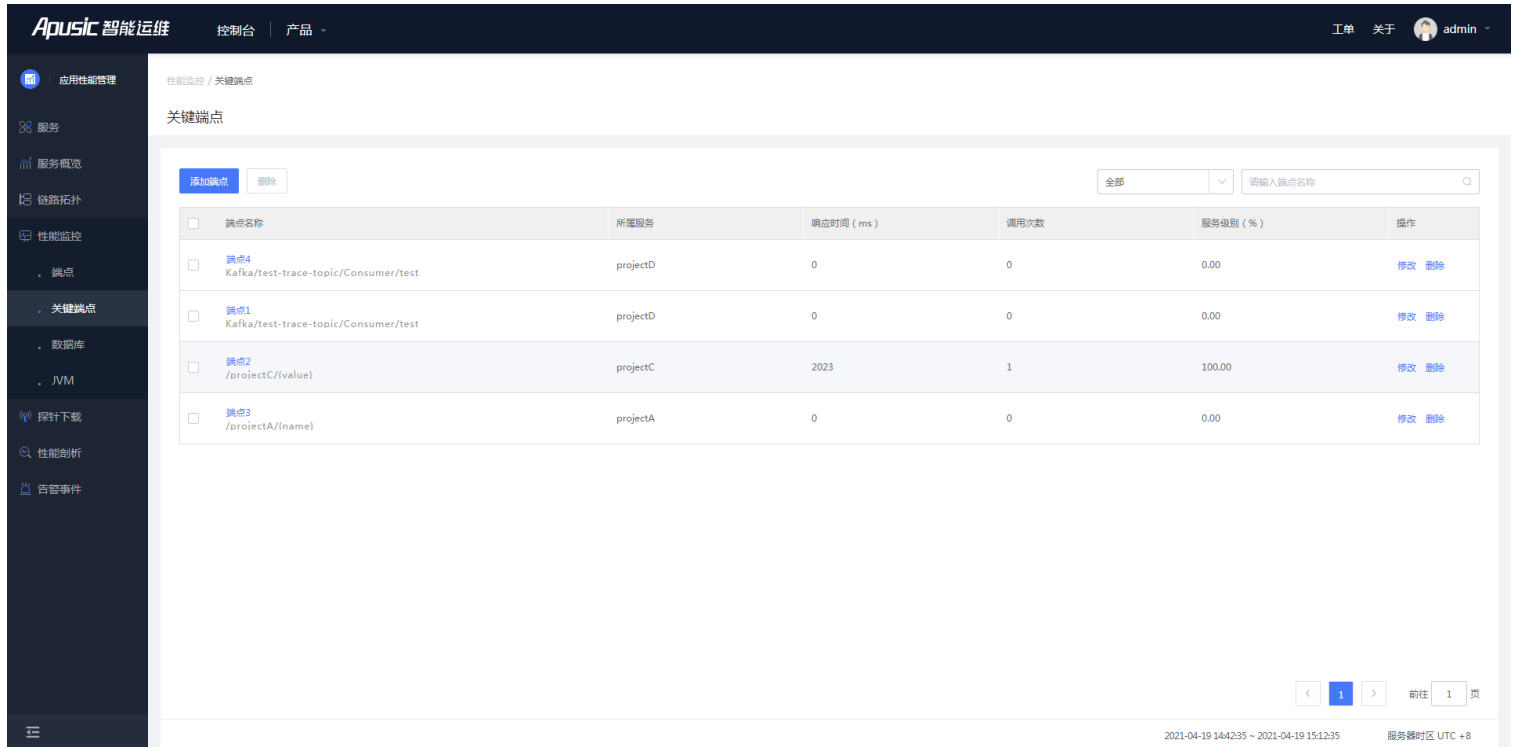 Apusic 智能运维 控制台 产品 工单 关于 admin
应用性能管理
服务
服务概览
链路拓扑
性能监控
端点
关键端点
数据库
JVM
探针下载
性能剖析
告警事件
性能监控 / 关键端点
关键端点
添加端点 删除 全部 请输入端点名称
端点名称 所属服务 响应时间 ( ms ) 调用次数 服务级别 ( % ) 操作
端点4
Kafka/test-trace-topic/Consumer/test projectD 0 0 0.00 修改 删除
端点1
Kafka/test-trace-topic/Consumer/test projectD 0 0 0.00 修改 删除
端点2
/projectC/{value} projectC 2023 1 100.00 修改 删除
端点3
/projectA/{name} projectA 0 0 0.00 修改 删除
1 前往 1 页
2021-04-19 14:42:35 ~ 2021-04-19 15:12:35 服务器时区 UTC +8